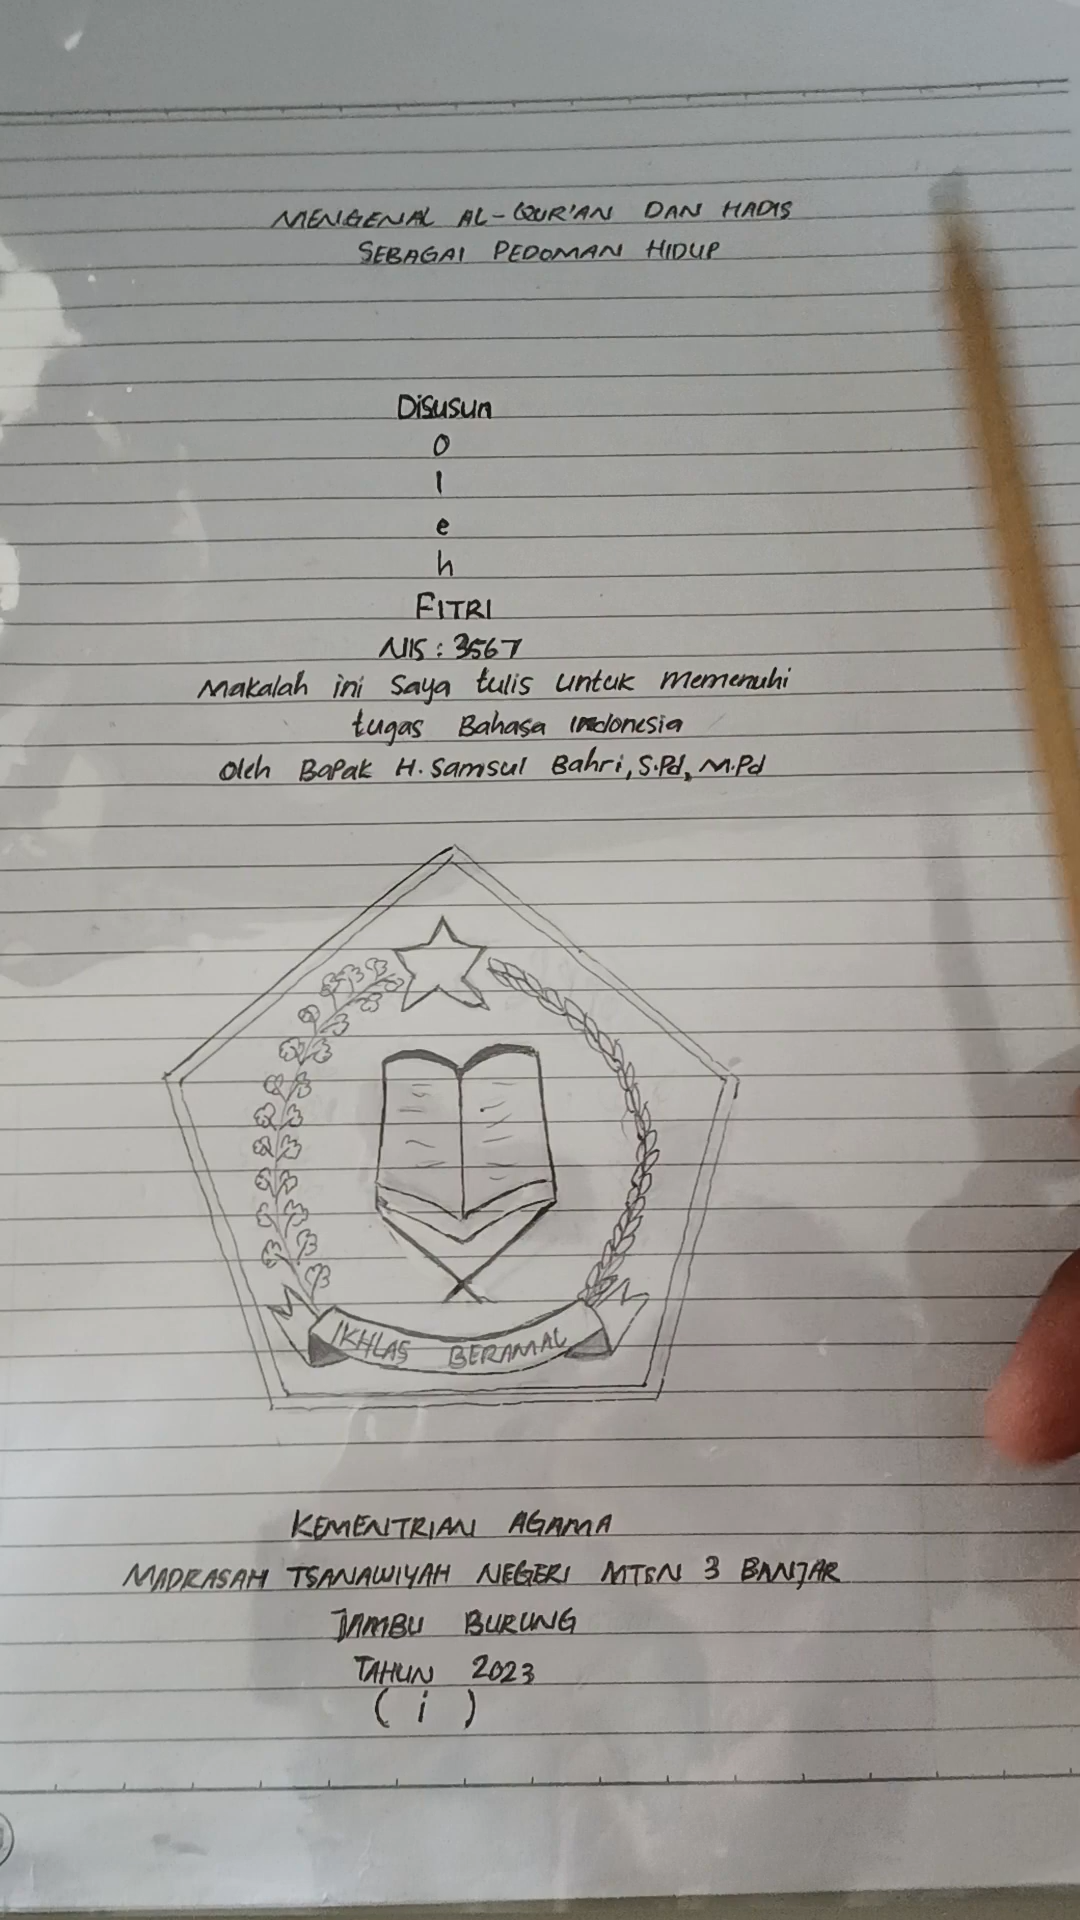 MENGENAL AL-QUR'AN DAN HADIS
SEBAGAI PEDOMAN HIDUP
Disusun
O
l
e
h
FITRI
NIS : 3567
Makalah ini saya tulis untuk memenuhi
tugas Bahasa Indonesia
Oleh Bapak H. Samsul Bahri, S.Pd, M.Pd
IKHLAS BERAMAL
KEMENTRIAN AGAMA
MADRASAH TSANAWIYAH NEGERI MTSN 3 BANJAR
JAMBU BURUNG
TAHUN 2023
( i )